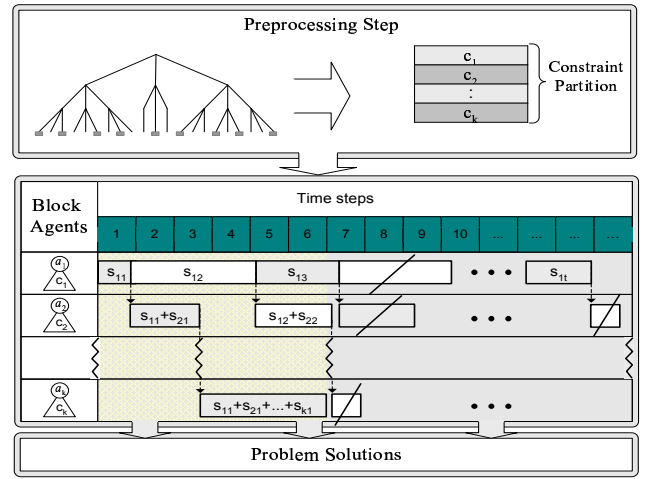 Preprocessing Step
c1
c2
:
ck
Constraint
Partition
Block
Agents
Time steps
1 2 3 4 5 6 7 8 9 10 ... ... ... ...
a1
c1
s11 s12 s13 • • • s1t
a2
c2
s11+s21 s12+s22 • • •
ak
ck
s11+s21+...+sk1 • • •
Problem Solutions